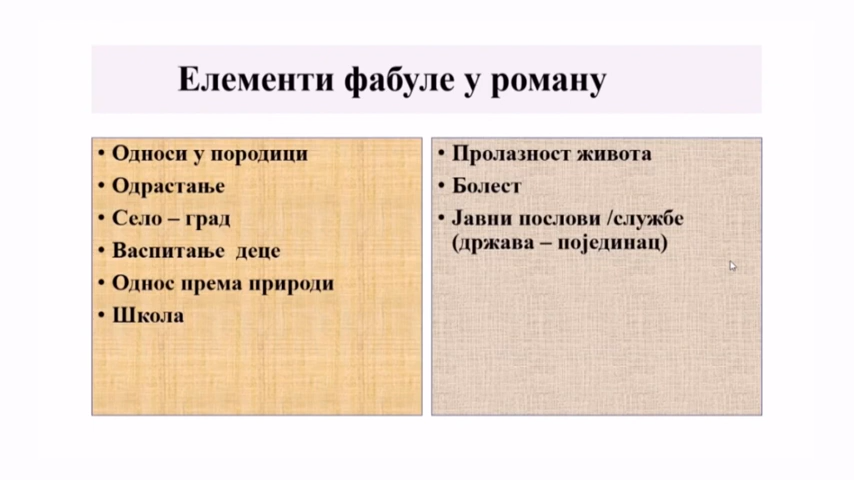 Елементи фабуле у роману
• Односи у породици
• Одрастање
• Село – град
• Васпитање деце
• Однос према природи
• Школа
• Пролазност живота
• Болест
• Јавни послови /службе
(држава – појединац)